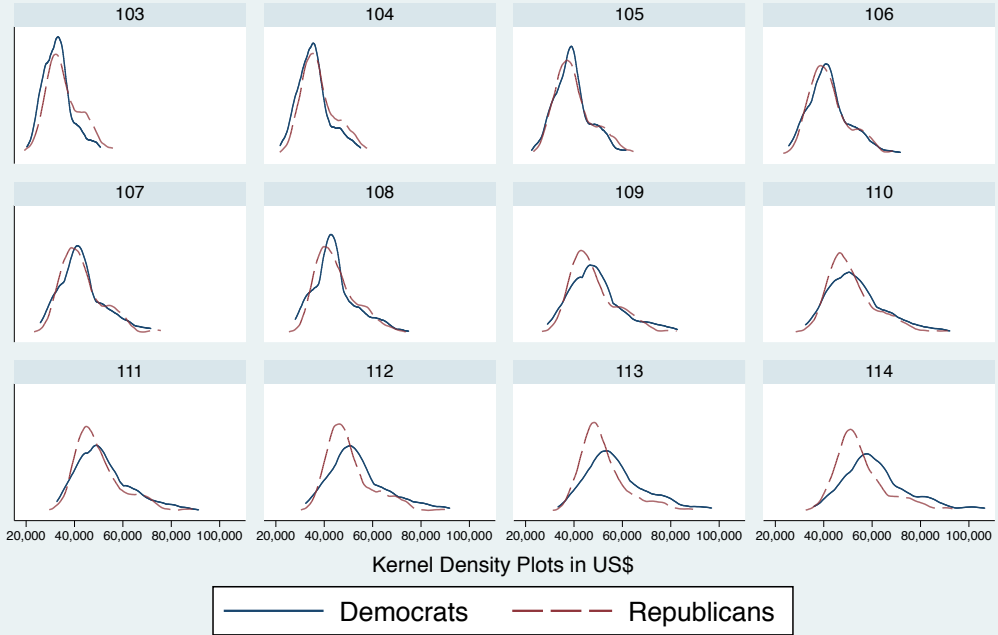 103 104 105 106
107 108 109 110
111 112 113 114
20,000 40,000 60,000 80,000 100,000 20,000 40,000 60,000 80,000 100,000 20,000 40,000 60,000 80,000 100,000 20,000 40,000 60,000 80,000 100,000
Kernel Density Plots in US$
Democrats Republicans